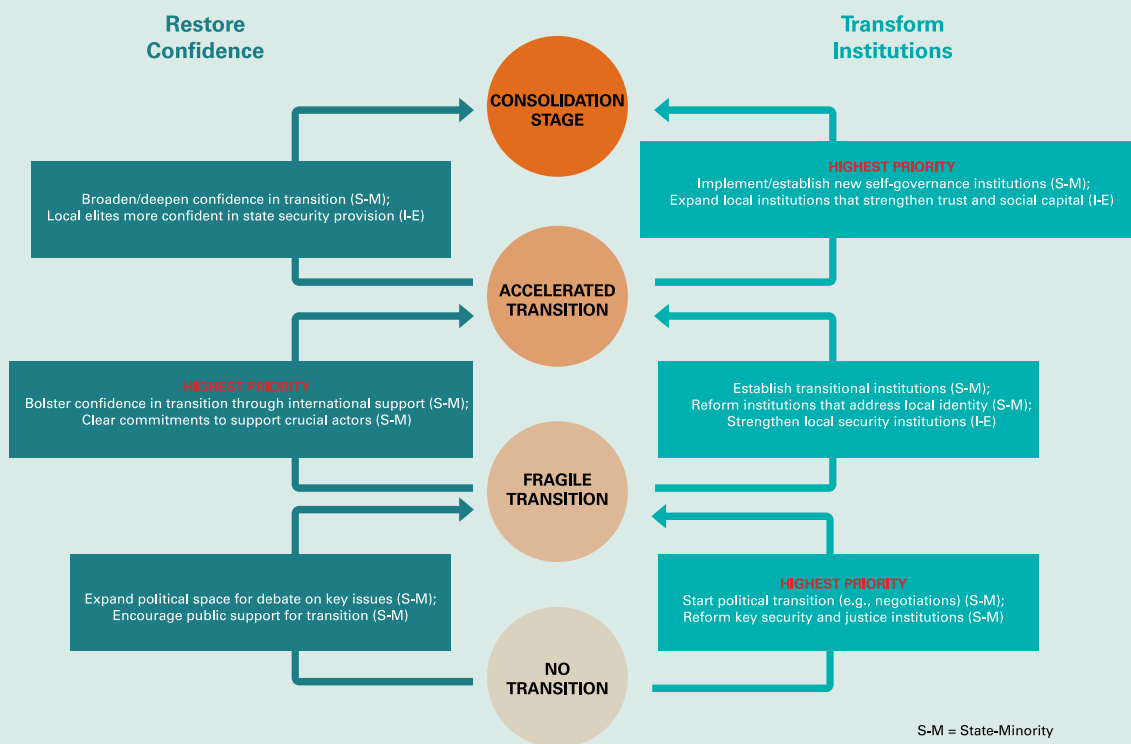 Restore
Confidence
Transform
Institutions
CONSOLIDATION
STAGE
Broaden/deepen confidence in transition (S-M);
Local elites more confident in state security provision (I-E)
HIGHEST PRIORITY
Implement/establish new self-governance institutions (S-M);
Expand local institutions that strengthen trust and social capital (I-E)
ACCELERATED
TRANSITION
HIGHEST PRIORITY
Bolster confidence in transition through international support (S-M);
Clear commitments to support crucial actors (S-M)
Establish transitional institutions (S-M);
Reform institutions that address local identity (S-M);
Strengthen local security institutions (I-E)
FRAGILE
TRANSITION
Expand political space for debate on key issues (S-M);
Encourage public support for transition (S-M)
HIGHEST PRIORITY
Start political transition (e.g., negotiations) (S-M);
Reform key security and justice institutions (S-M)
NO
TRANSITION
S-M = State-Minority